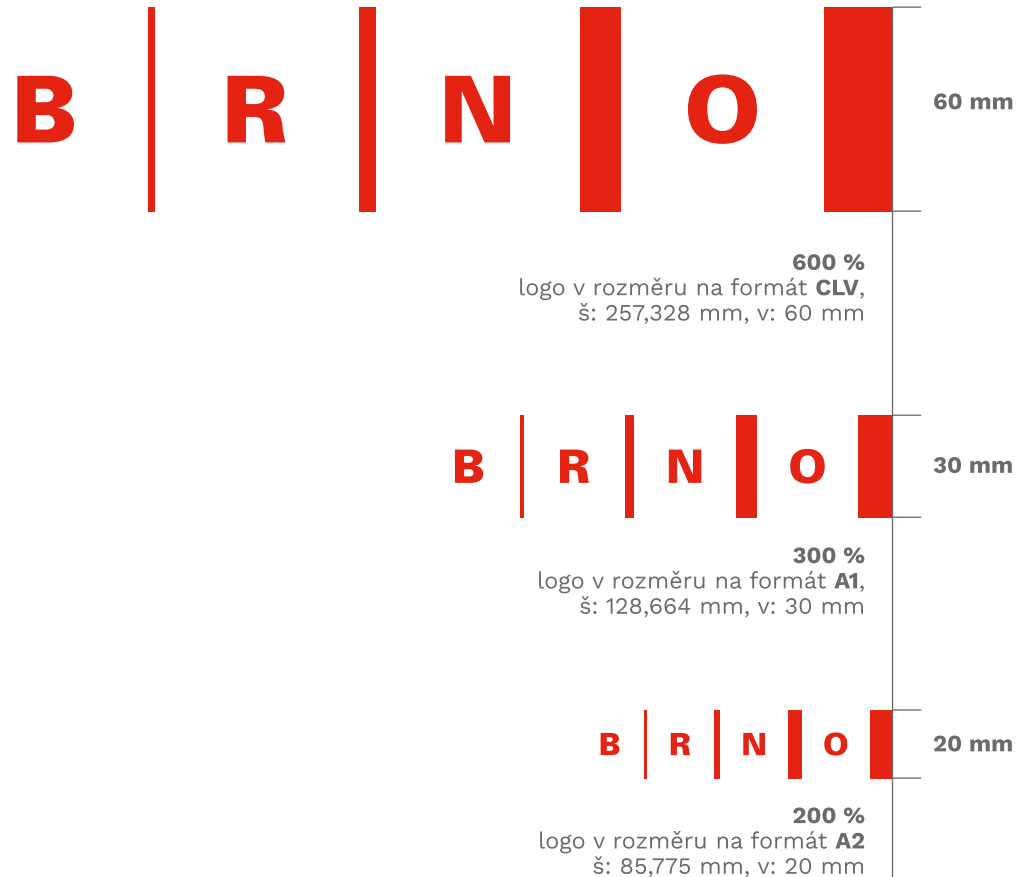 B R N O
60 mm
600 %
logo v rozměru na formát CLV,
š: 257,328 mm, v: 60 mm
B R N O
30 mm
300 %
logo v rozměru na formát A1,
š: 128,664 mm, v: 30 mm
B R N O
20 mm
200 %
logo v rozměru na formát A2
š: 85,775 mm, v: 20 mm